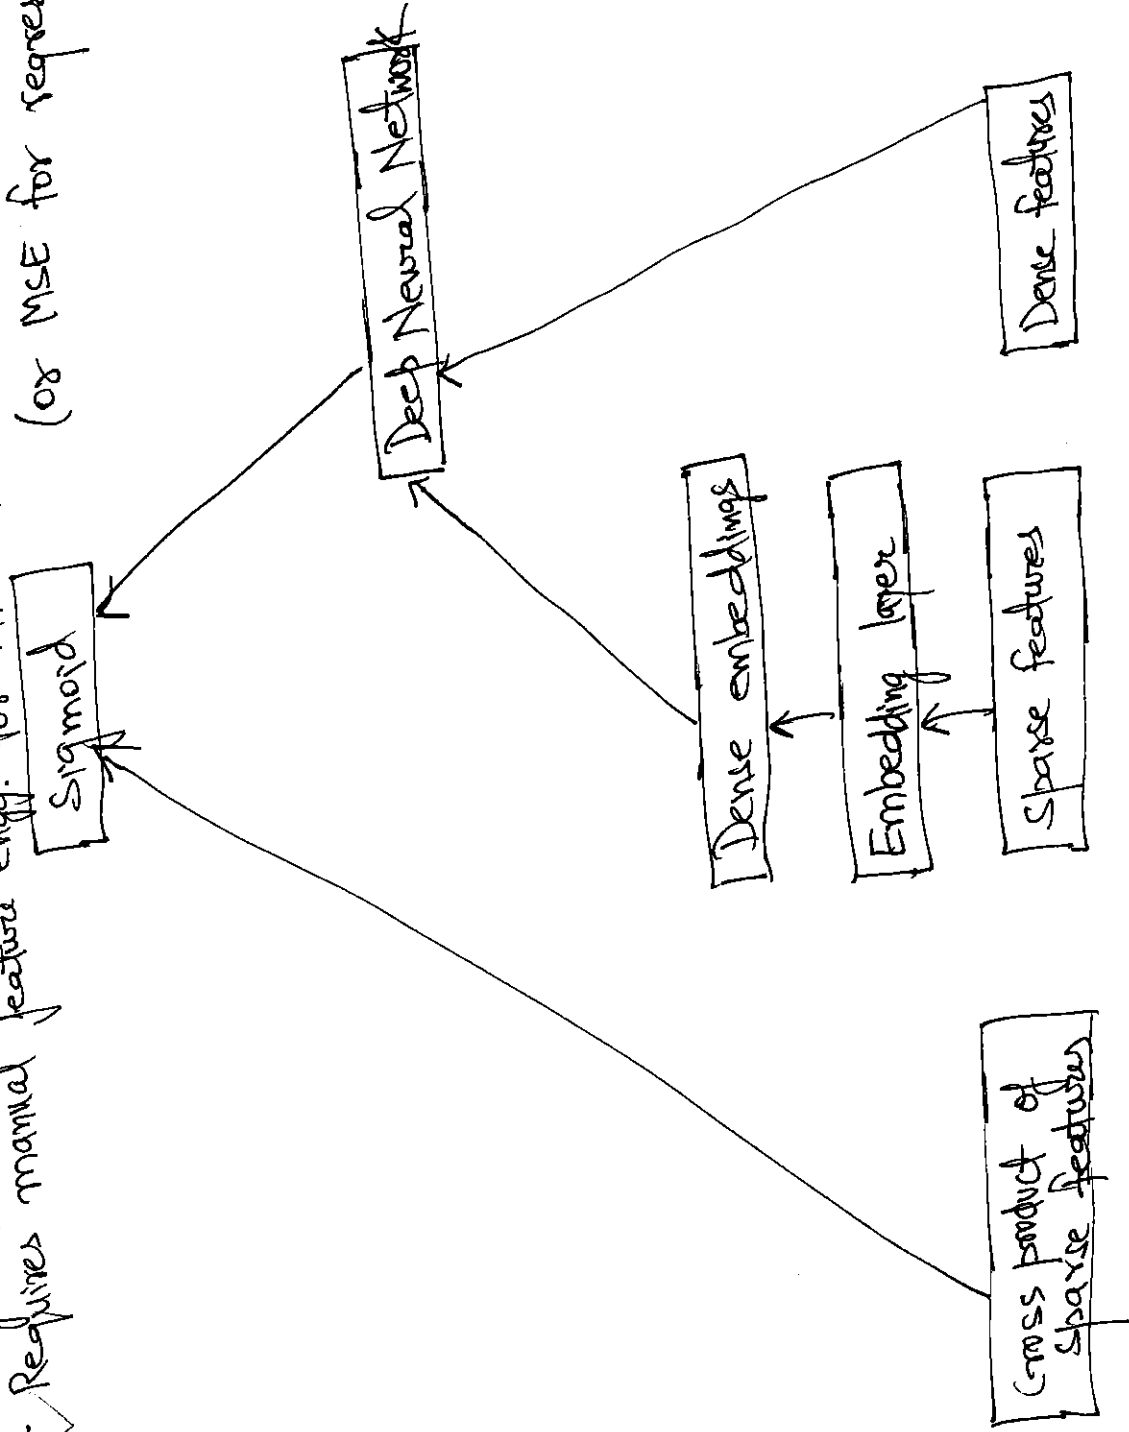 Requires manual feature engg. for
(or MSE for
Sigmoid
Deep Neural Network
Dense embeddings
Embedding layer
Cross product of
sparse features
Sparse features
Dense features